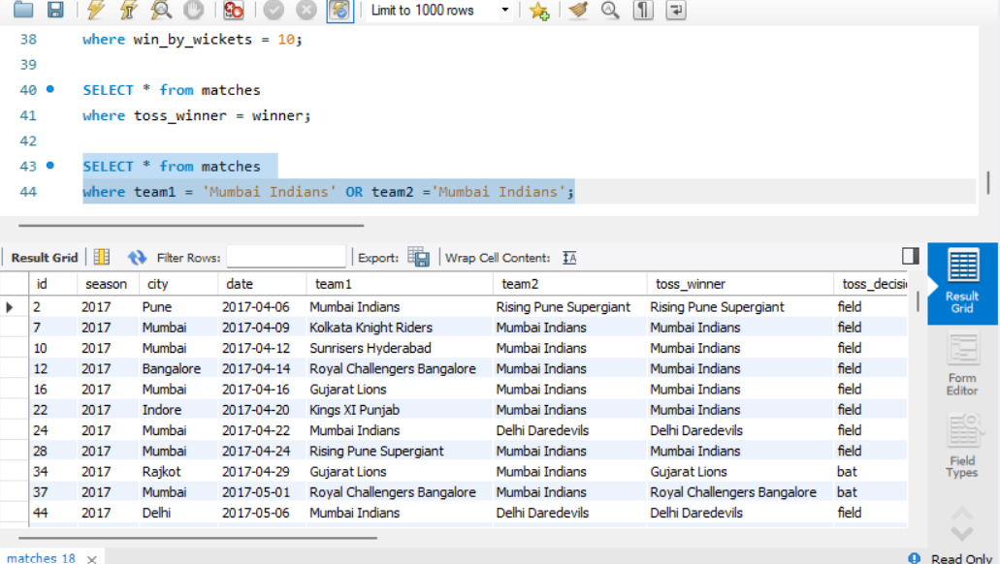 Limit to 1000 rows
38 where win_by_wickets = 10;
39
40 SELECT * from matches
41 where toss_winner = winner;
42
43 SELECT * from matches
44 where team1 = 'Mumbai Indians' OR team2 ='Mumbai Indians';
Result Grid Filter Rows: Export: Wrap Cell Content: IA
id season city date team1 team2 toss_winner toss_decisi
2 2017 Pune 2017-04-06 Mumbai Indians Rising Pune Supergiant Rising Pune Supergiant field
7 2017 Mumbai 2017-04-09 Kolkata Knight Riders Mumbai Indians Mumbai Indians field
10 2017 Mumbai 2017-04-12 Sunrisers Hyderabad Mumbai Indians Mumbai Indians field
12 2017 Bangalore 2017-04-14 Royal Challengers Bangalore Mumbai Indians Mumbai Indians field
16 2017 Mumbai 2017-04-16 Gujarat Lions Mumbai Indians Mumbai Indians field
22 2017 Indore 2017-04-20 Kings XI Punjab Mumbai Indians Mumbai Indians field
24 2017 Mumbai 2017-04-22 Mumbai Indians Delhi Daredevils Delhi Daredevils field
28 2017 Mumbai 2017-04-24 Rising Pune Supergiant Mumbai Indians Mumbai Indians field
34 2017 Rajkot 2017-04-29 Gujarat Lions Mumbai Indians Gujarat Lions bat
37 2017 Mumbai 2017-05-01 Royal Challengers Bangalore Mumbai Indians Royal Challengers Bangalore bat
44 2017 Delhi 2017-05-06 Mumbai Indians Delhi Daredevils Delhi Daredevils field
Result
Grid
Form
Editor
Field
Types
matches 18
Read Only